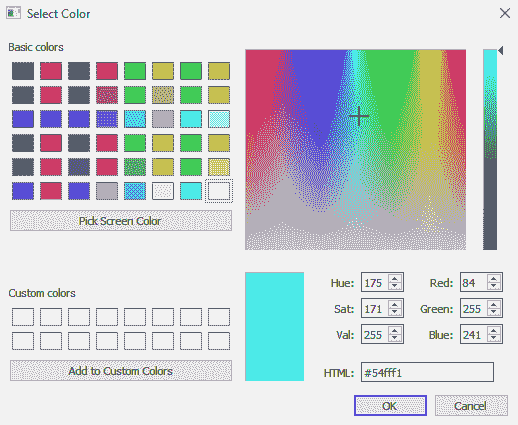 Select Color
Basic colors
Pick Screen Color
Custom colors
Add to Custom Colors
Hue: 175 Red: 84
Sat: 171 Green: 255
Val: 255 Blue: 241
HTML: #54fff1
OK Cancel